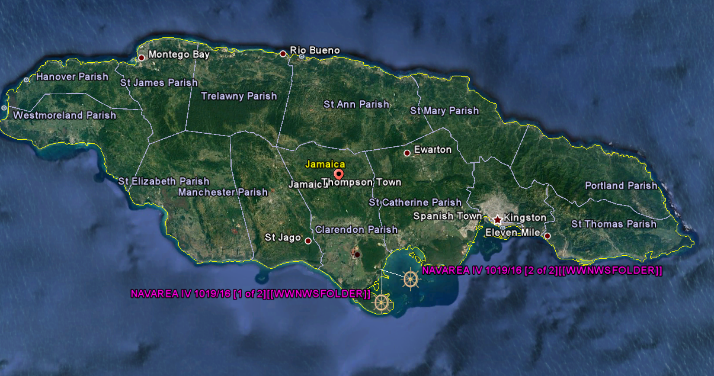 Rio Bueno
Montego Bay
Hanover Parish
St James Parish
Trelawny Parish
St Ann Parish
St Mary Parish
Westmoreland Parish
Ewarton
Jamaica
St Elizabeth Parish
Manchester Parish
Jamaica
Thompson Town
Portland Parish
St Catherine Parish
Spanish Town
Kingston
St Thomas Parish
Clarendon Parish
Eleven Mile
St Jago
NAVAREA IV 1019/16 [2 of 2][[WWNWSFOLDER]]
NAVAREA IV 1019/16 [1 of 2][[WWNWSFOLDER]]